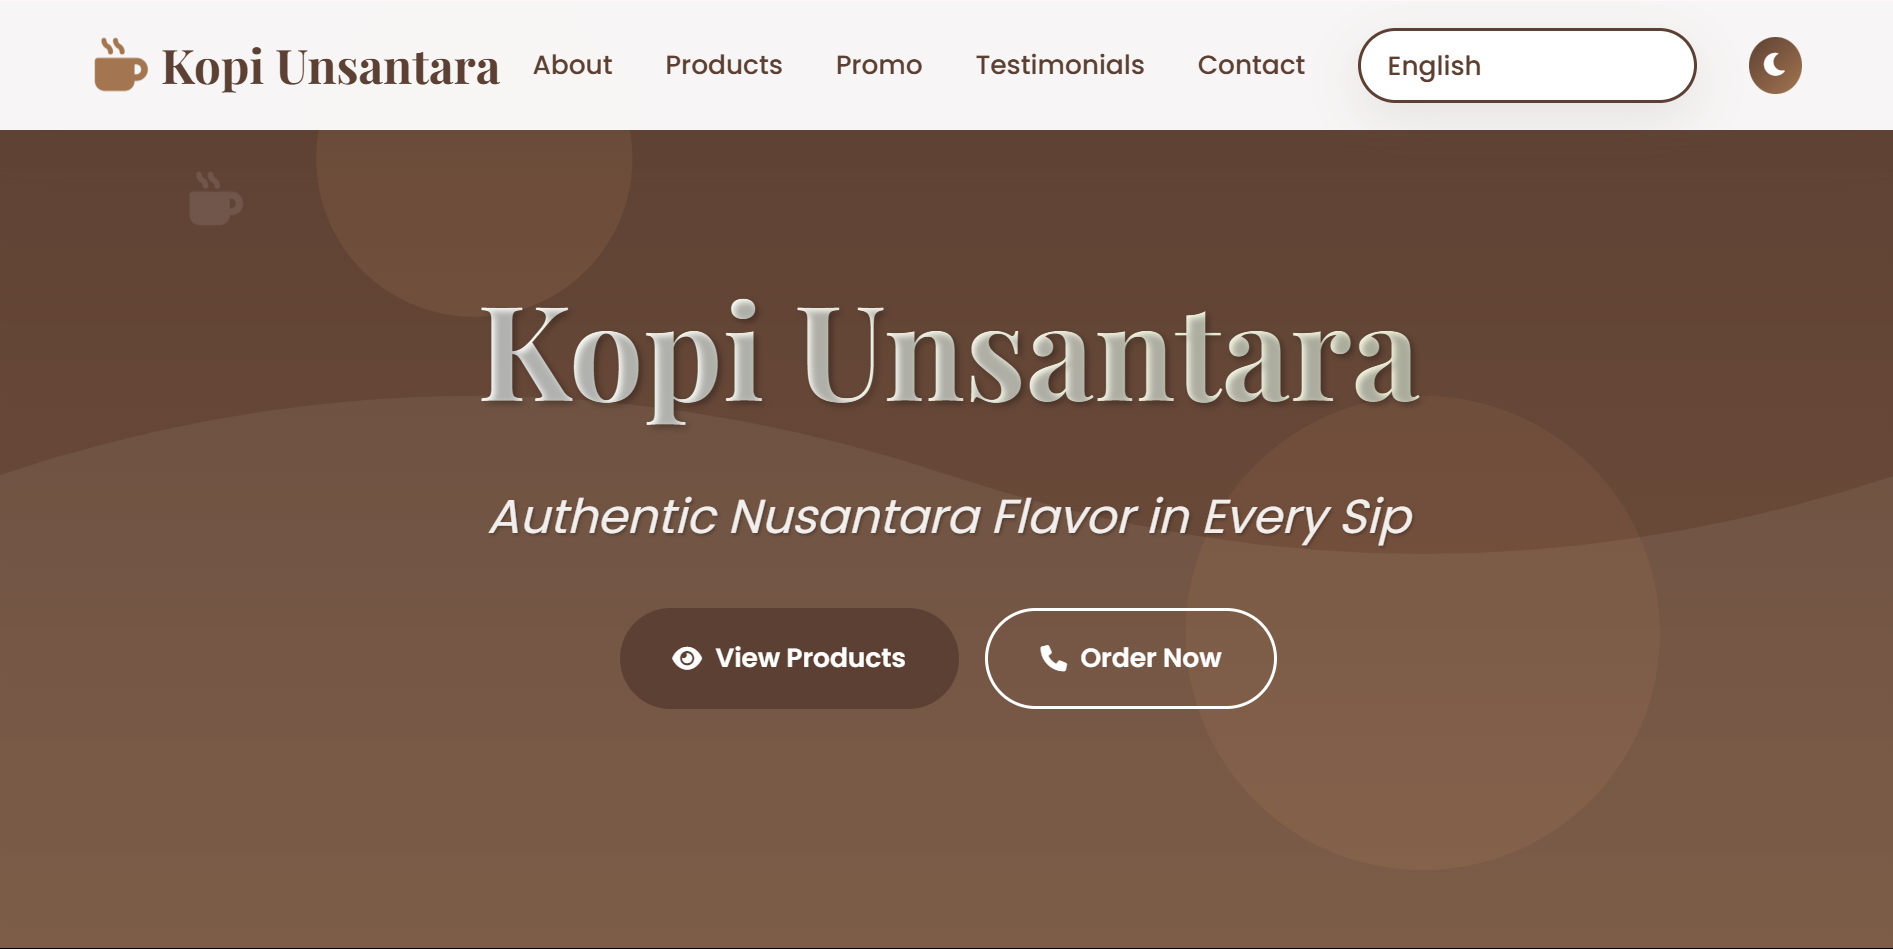 Kopi Unsantara About Products Promo Testimonials Contact English
Kopi Unsantara
Authentic Nusantara Flavor in Every Sip
View Products Order Now